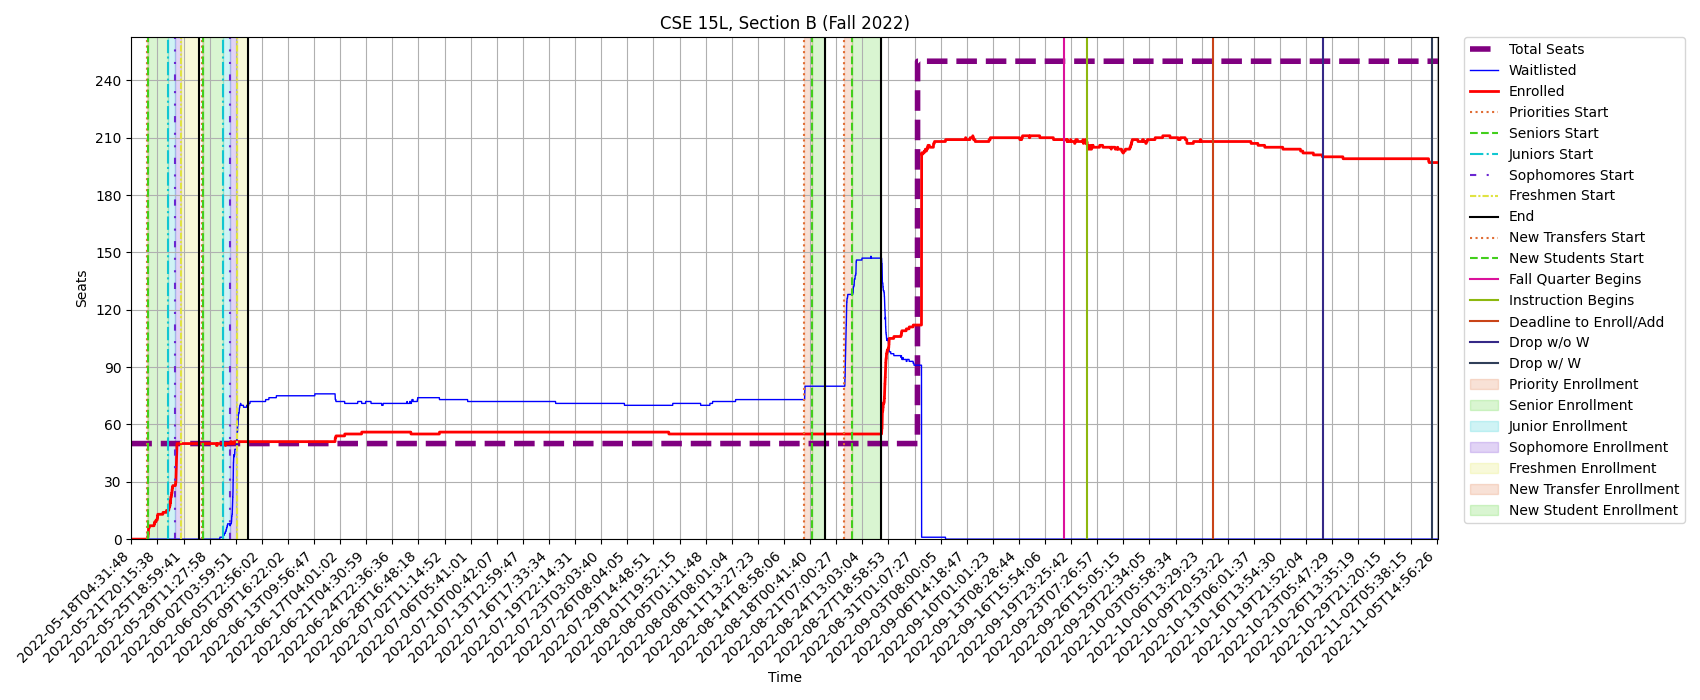 CSE 15L, Section B (Fall 2022)
Seats
240
210
180
150
120
90
60
30
0
2022-05-18T04:31:48
2022-05-21T20:15:38
2022-05-25T18:59:41
2022-05-29T11:27:58
2022-06-02T03:59:51
2022-06-05T22:56:02
2022-06-09T16:22:02
2022-06-13T09:56:47
2022-06-17T04:01:02
2022-06-21T04:30:59
2022-06-24T22:36:36
2022-06-28T16:48:18
2022-07-02T11:14:52
2022-07-06T05:41:01
2022-07-10T00:42:07
2022-07-13T12:59:47
2022-07-16T17:33:34
2022-07-19T22:14:31
2022-07-23T03:03:40
2022-07-26T08:04:05
2022-07-29T14:48:51
2022-08-01T19:52:15
2022-08-05T01:11:48
2022-08-08T08:01:04
2022-08-11T13:27:23
2022-08-14T18:58:06
2022-08-18T00:41:40
2022-08-21T07:00:27
2022-08-24T13:03:04
2022-08-27T18:58:53
2022-08-31T01:07:27
2022-09-03T08:00:05
2022-09-06T14:18:47
2022-09-10T01:01:23
2022-09-13T08:28:44
2022-09-16T15:54:06
2022-09-19T23:25:42
2022-09-23T07:26:57
2022-09-26T15:05:15
2022-09-29T22:34:05
2022-10-03T05:58:34
2022-10-06T13:29:23
2022-10-09T20:53:22
2022-10-13T06:01:37
2022-10-16T13:54:30
2022-10-19T21:52:04
2022-10-23T05:47:29
2022-10-26T13:35:19
2022-10-29T21:20:15
2022-11-02T05:38:15
2022-11-05T14:56:26
Time
Total Seats
Waitlisted
Enrolled
Priorities Start
Seniors Start
Juniors Start
Sophomores Start
Freshmen Start
End
New Transfers Start
New Students Start
Fall Quarter Begins
Instruction Begins
Deadline to Enroll/Add
Drop w/o W
Drop w/ W
Priority Enrollment
Senior Enrollment
Junior Enrollment
Sophomore Enrollment
Freshmen Enrollment
New Transfer Enrollment
New Student Enrollment